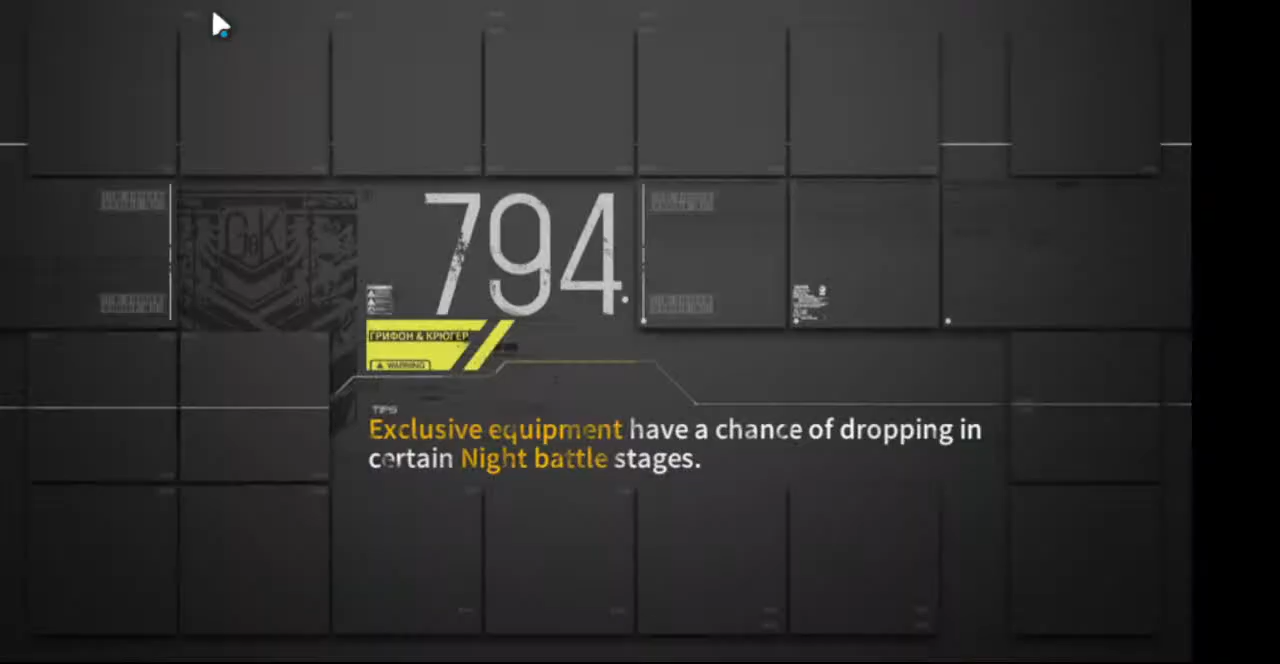 G&K
794.
ГРИФОН & КРЮГЕР
WARNING
TIPS
Exclusive equipment have a chance of dropping in
certain Night battle stages.